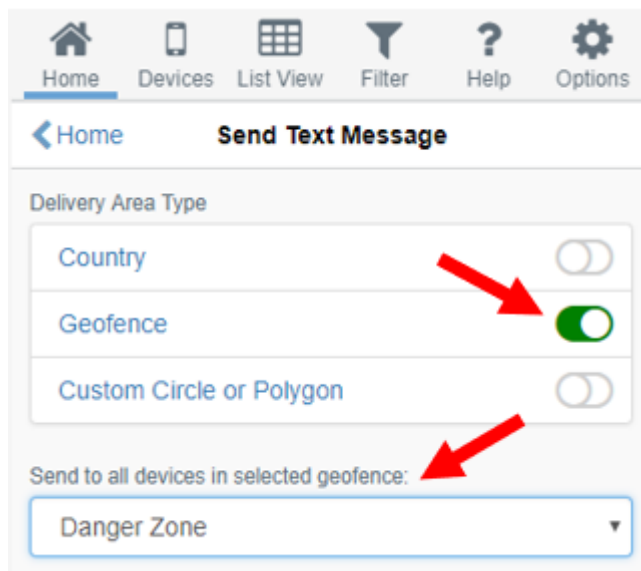 Home Devices List View Filter Help Options
Home Send Text Message
Delivery Area Type
Country
Geofence
Custom Circle or Polygon
Send to all devices in selected geofence:
Danger Zone